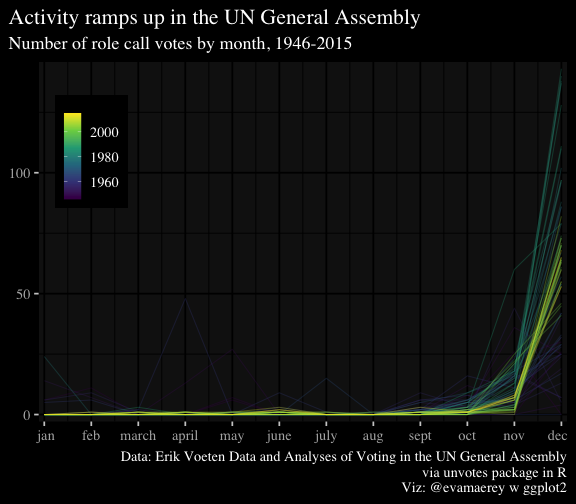 Activity ramps up in the UN General Assembly
Number of role call votes by month, 1946-2015
2000
1980
1960
100
50
0
jan feb march april may june july aug sept oct nov dec
Data: Erik Voeten Data and Analyses of Voting in the UN General Assembly
via unvotes package in R
Viz: @evamaerey w ggplot2